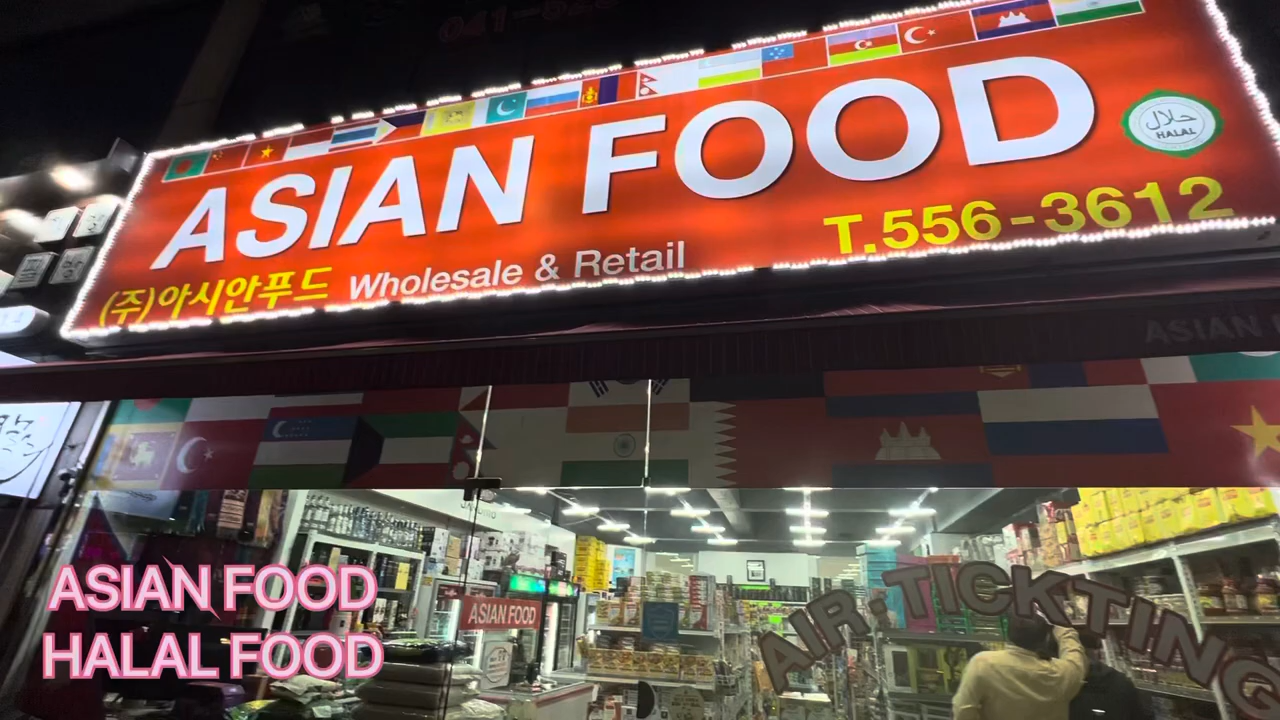 ASIAN FOOD
حلال
HALAL
T.556-3612
(주)아시안푸드 Wholesale & Retail
ASIAN
ASIAN FOOD
AIR·TICKTING
ASIAN FOOD
HALAL FOOD